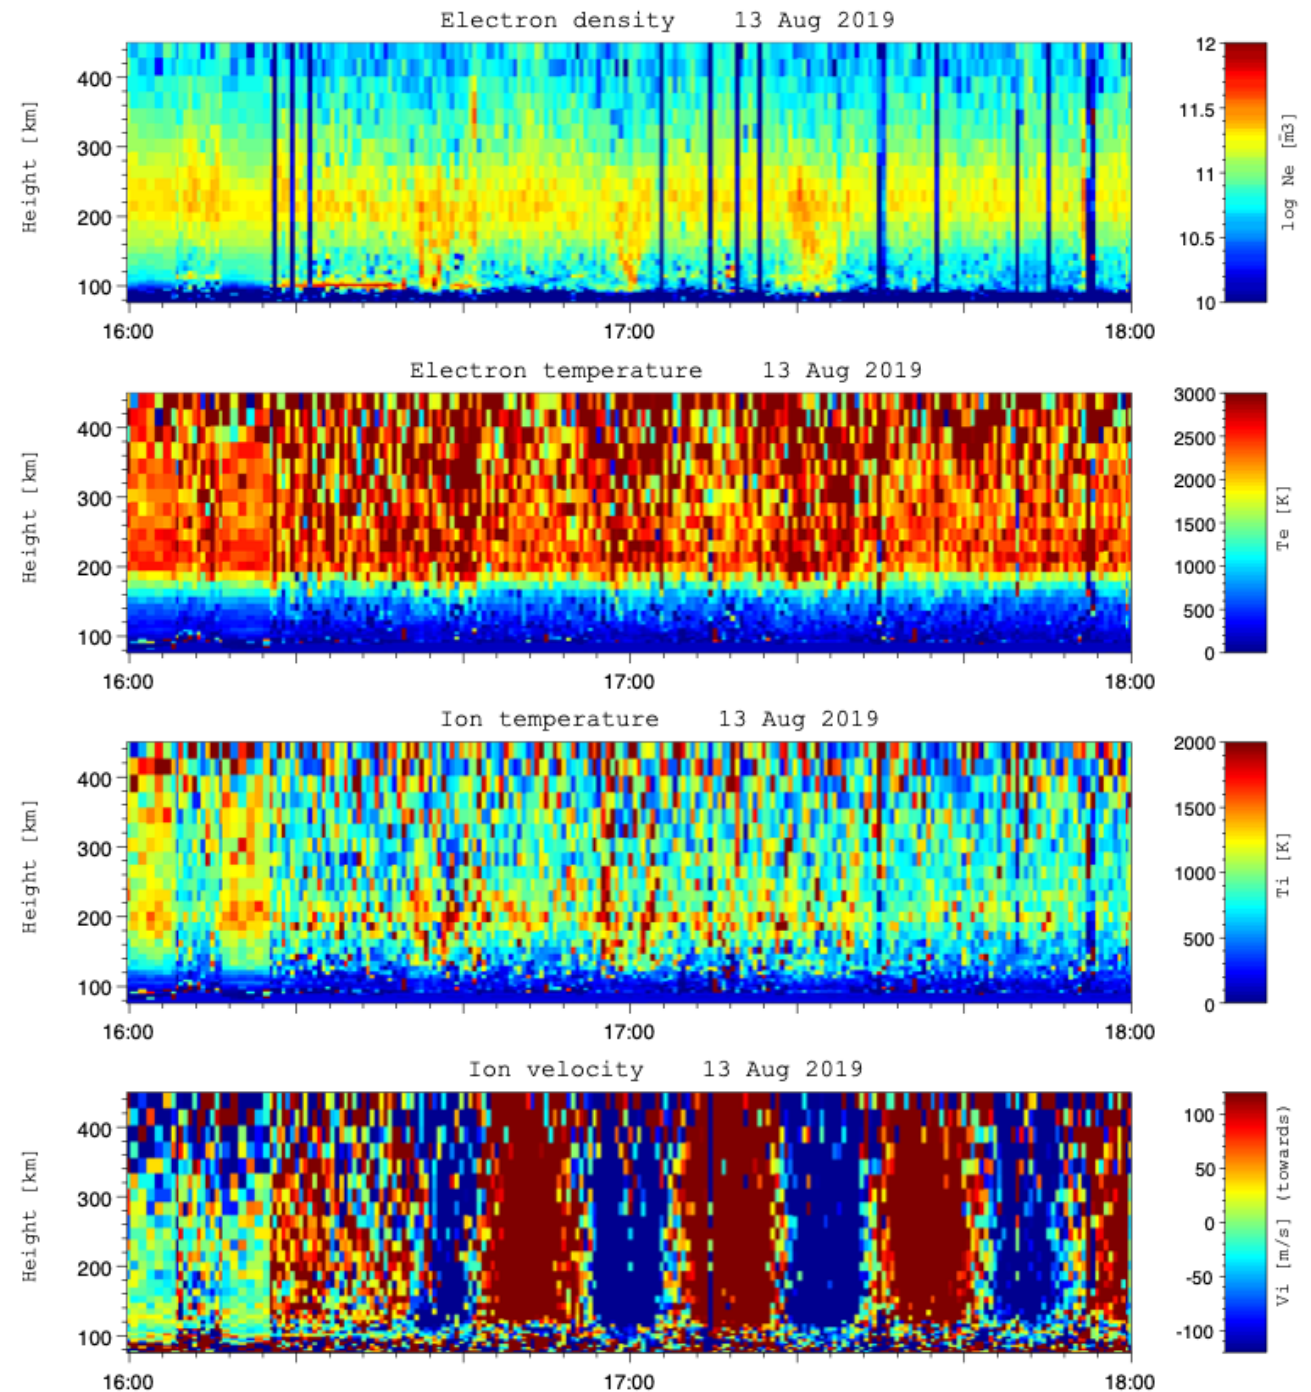 Electron density    13 Aug 2019
12
400
11.5
300
11
200
10.5
100
10
Height [km]
log Ne [m̄3]
16:00 17:00 18:00
Electron temperature    13 Aug 2019
3000
400
2500
2000
300
1500
200
1000
500
100
0
Height [km]
Te [K]
16:00 17:00 18:00
Ion temperature    13 Aug 2019
2000
400
1500
300
1000
200
500
100
0
Height [km]
Ti [K]
16:00 17:00 18:00
Ion velocity    13 Aug 2019
100
400
50
300
0
200
-50
100
-100
Height [km]
Vi [m/s] (towards)
16:00 17:00 18:00